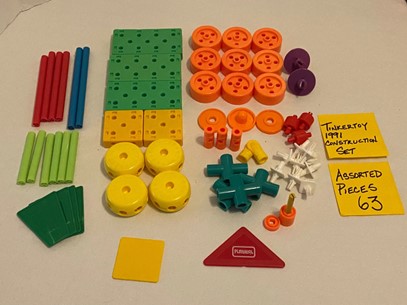 TINKERTOY
1991
CONSTRUCTION
SET
ASSORTED
PIECES
63
PLAYSKOOL